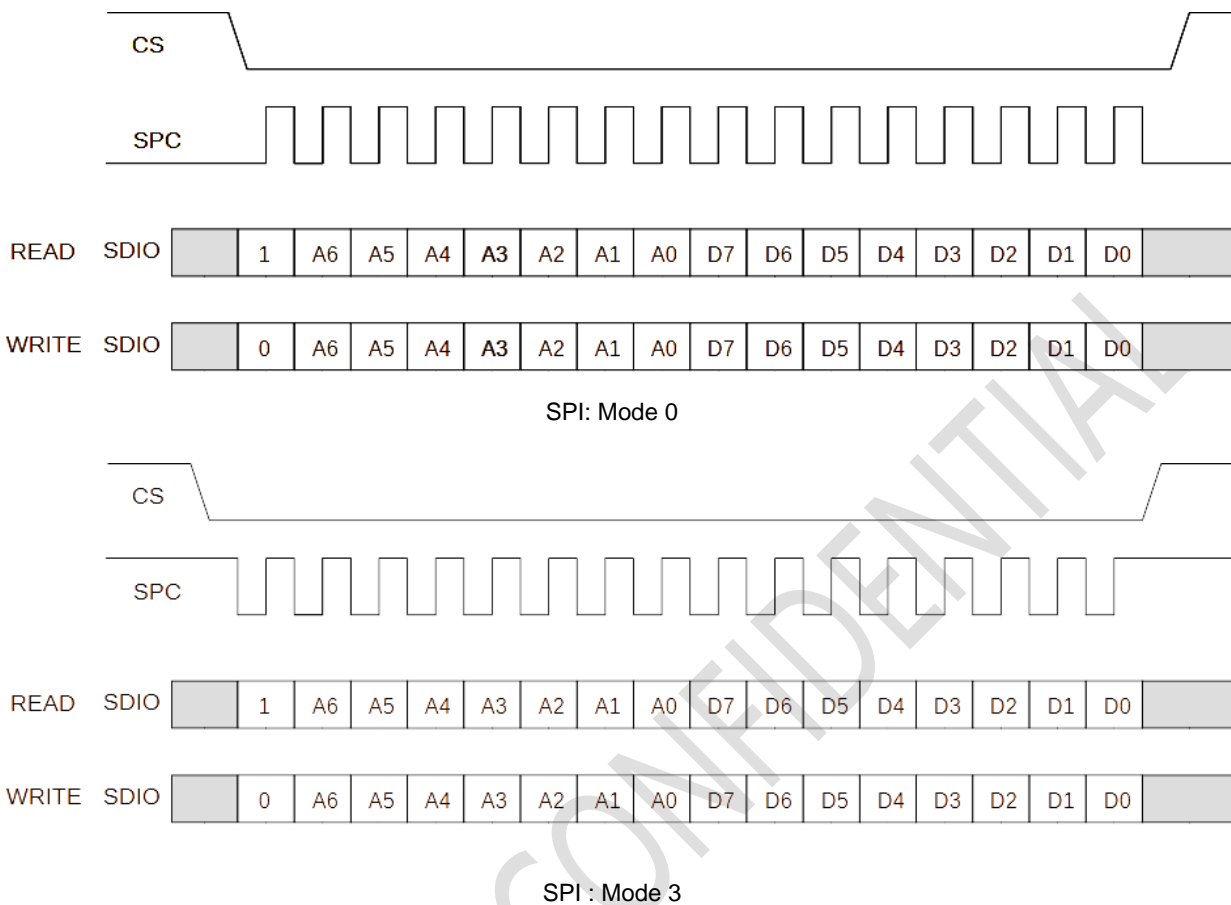 CS
SPC
READ SDIO 1 A6 A5 A4 A3 A2 A1 A0 D7 D6 D5 D4 D3 D2 D1 D0
WRITE SDIO 0 A6 A5 A4 A3 A2 A1 A0 D7 D6 D5 D4 D3 D2 D1 D0
SPI: Mode 0
CS
SPC
READ SDIO 1 A6 A5 A4 A3 A2 A1 A0 D7 D6 D5 D4 D3 D2 D1 D0
WRITE SDIO 0 A6 A5 A4 A3 A2 A1 A0 D7 D6 D5 D4 D3 D2 D1 D0
SPI : Mode 3
CONFIDENTIAL